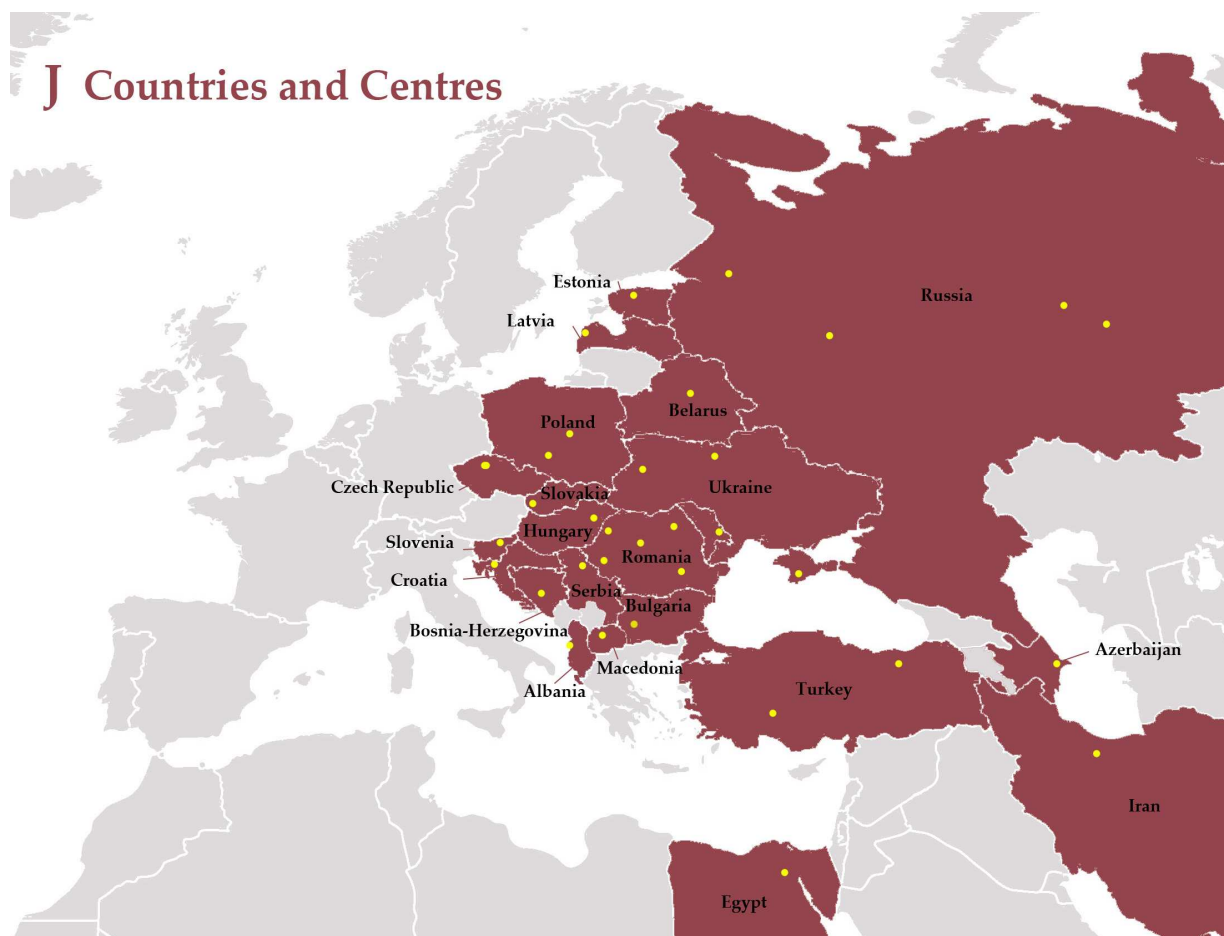 J Countries and Centres
Estonia
Russia
Latvia
Belarus
Poland
Czech Republic
Slovakia
Ukraine
Hungary
Slovenia
Romania
Croatia
Serbia
Bulgaria
Bosnia-Herzegovina
Azerbaijan
Macedonia
Albania
Turkey
Iran
Egypt